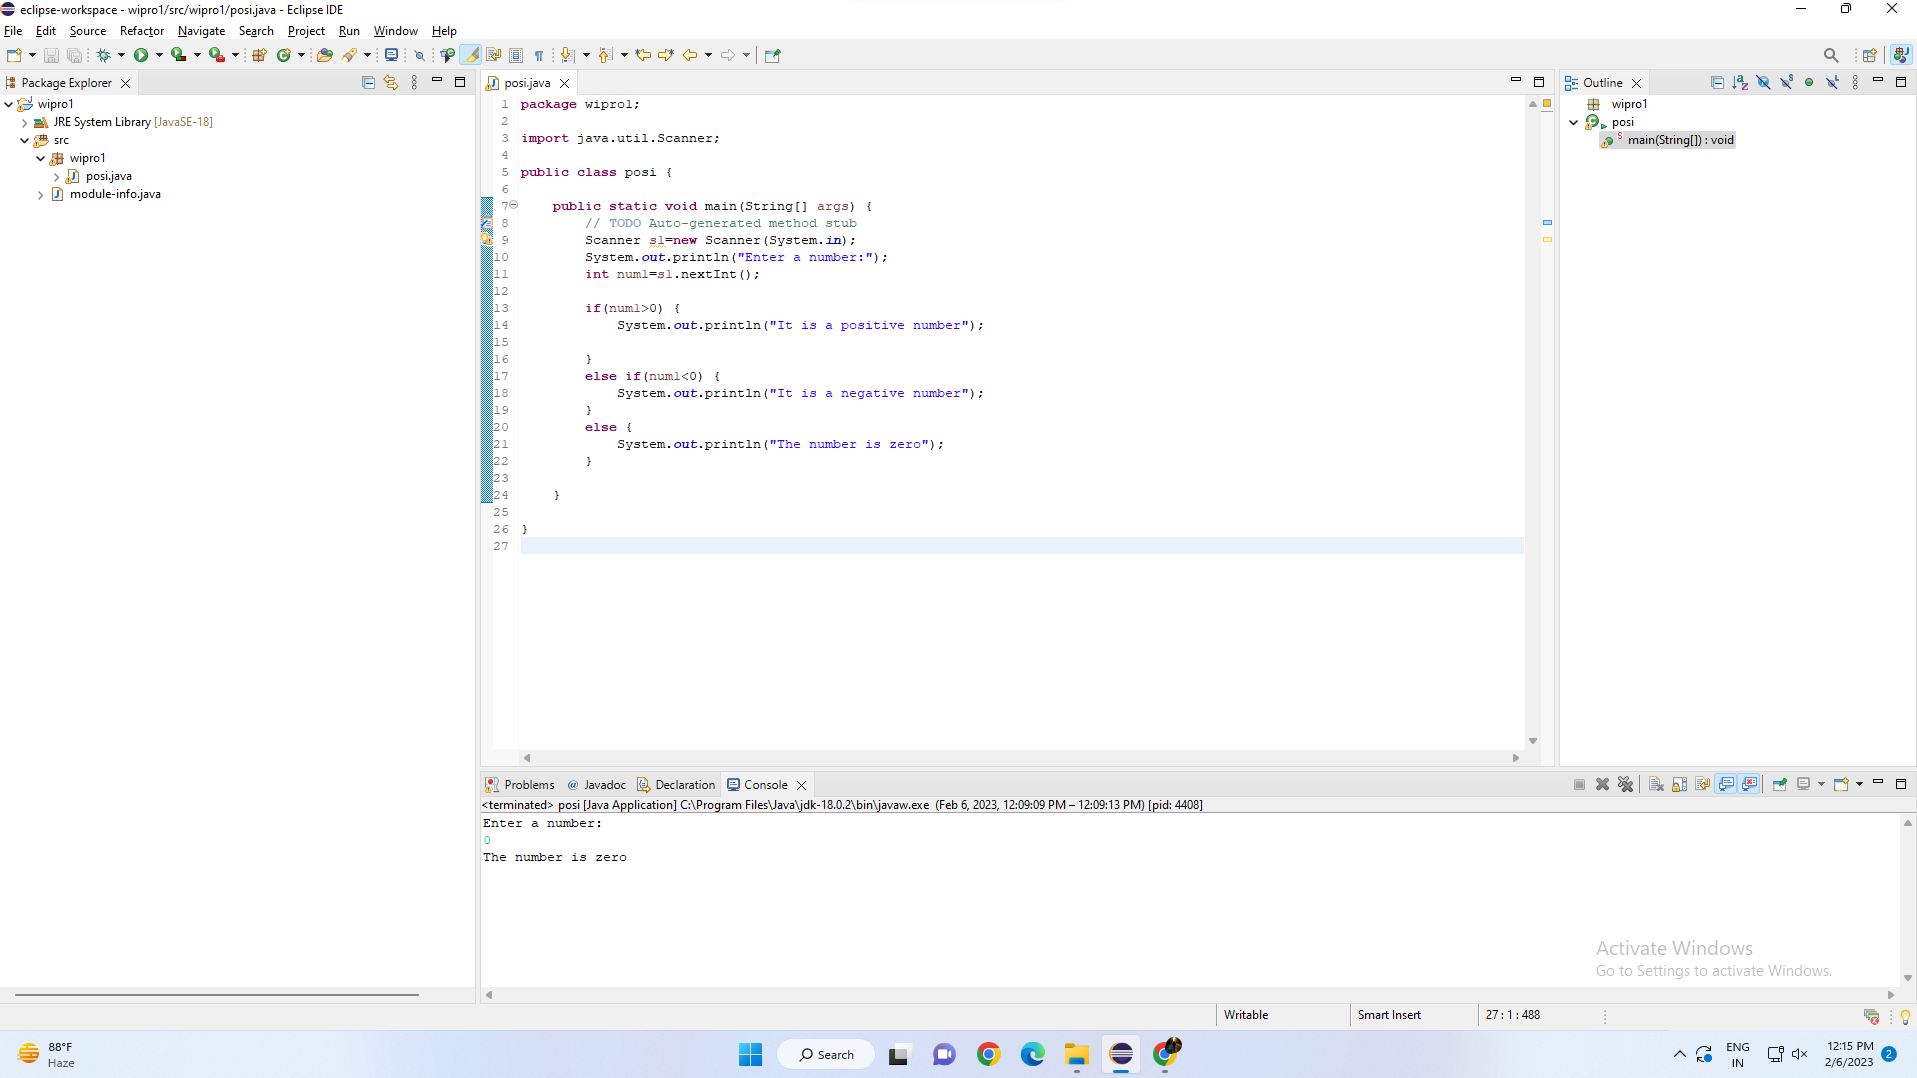 eclipse-workspace - wipro1/src/wipro1/posi.java - Eclipse IDE
File Edit Source Refactor Navigate Search Project Run Window Help
Package Explorer
wipro1
JRE System Library [JavaSE-18]
src
wipro1
posi.java
module-info.java
posi.java
1 package wipro1;
2
3 import java.util.Scanner;
4
5 public class posi {
6
7 public static void main(String[] args) {
8 // TODO Auto-generated method stub
9 Scanner s1=new Scanner(System.in);
10 System.out.println("Enter a number:");
11 int num1=s1.nextInt();
12
13 if(num1>0) {
14 System.out.println("It is a positive number");
15
16 }
17 else if(num1<0) {
18 System.out.println("It is a negative number");
19 }
20 else {
21 System.out.println("The number is zero");
22 }
23
24 }
25
26 }
27
Outline
wipro1
posi
main(String[]) : void
Problems @ Javadoc Declaration Console
<terminated> posi [Java Application] C:\Program Files\Java\jdk-18.0.2\bin\javaw.exe (Feb 6, 2023, 12:09:09 PM – 12:09:13 PM) [pid: 4408]
Enter a number:
0
The number is zero
Activate Windows
Go to Settings to activate Windows.
Writable Smart Insert 27 : 1 : 488
88°F
Haze
Search
ENG
IN
12:15 PM
2/6/2023
2